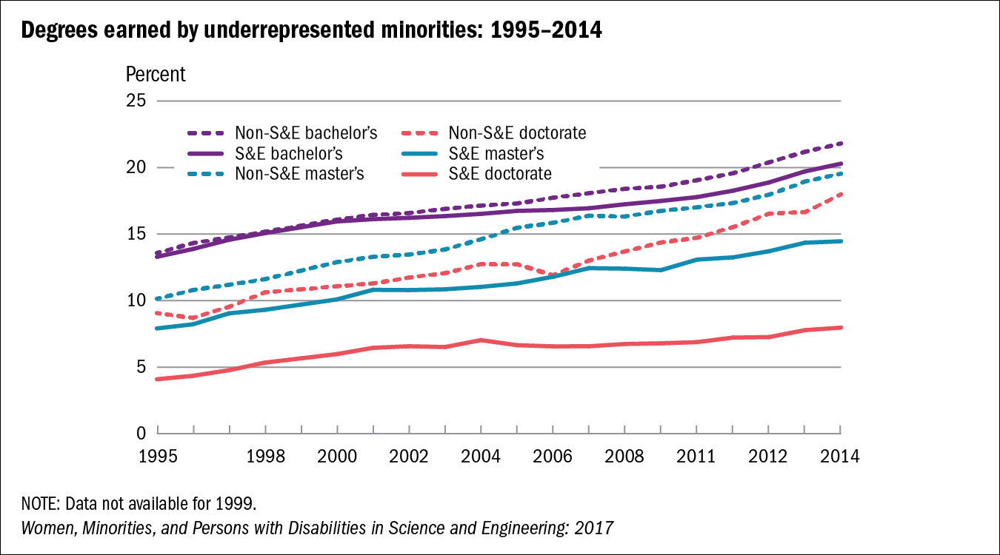 Degrees earned by underrepresented minorities: 1995–2014
Percent
25
Non-S&E bachelor's Non-S&E doctorate
S&E bachelor's S&E master's
20
Non-S&E master's S&E doctorate
15
10
5
0
1995 1998 2000 2002 2004 2006 2008 2011 2012 2014
NOTE: Data not available for 1999.
Women, Minorities, and Persons with Disabilities in Science and Engineering: 2017